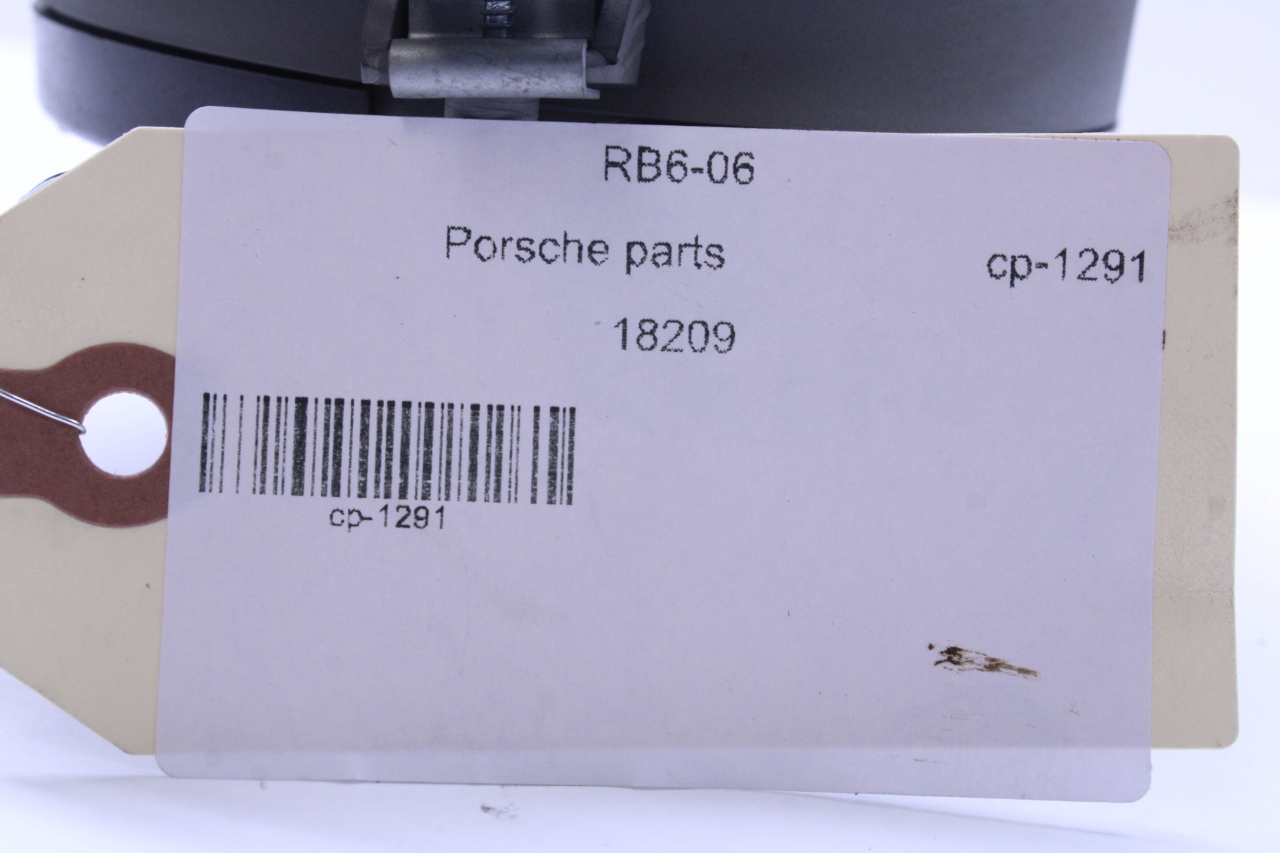 RB6-06
Porsche parts
cp-1291
18209
cp-1291